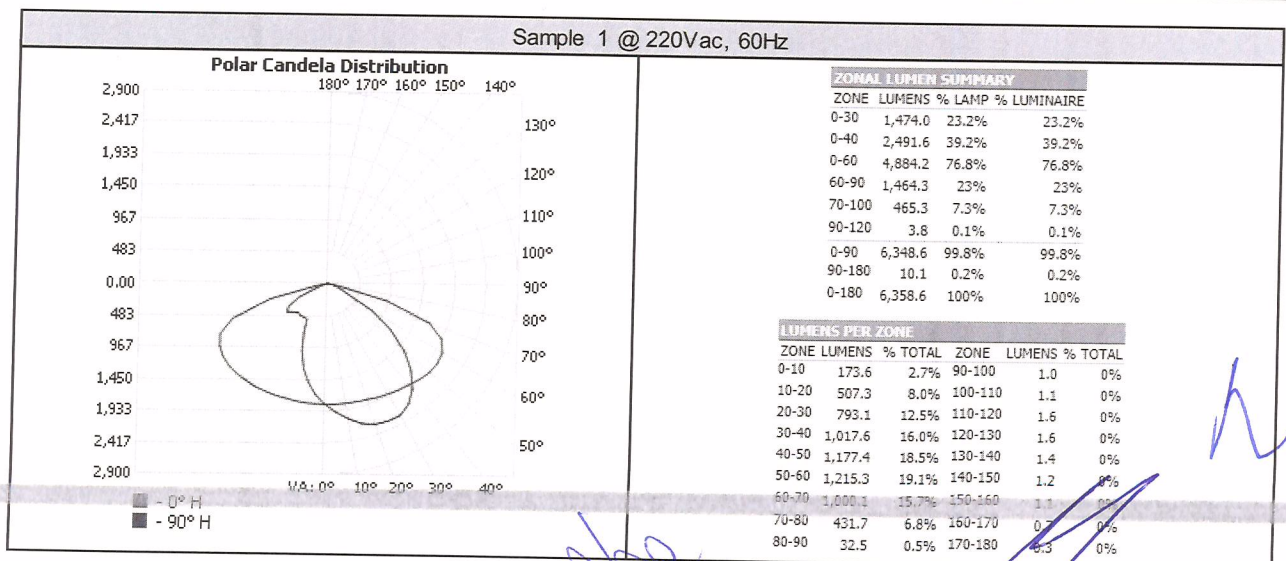 Sample 1 @ 220Vac, 60Hz
Polar Candela Distribution
180° 170° 160° 150° 140°
2,900
2,417
1,933
1,450
967
483
0.00
483
967
1,450
1,933
2,417
2,900
130°
120°
110°
100°
90°
80°
70°
60°
50°
VA: 0° 10° 20° 30° 40°
- 0° H
- 90° H
ZONAL LUMEN SUMMARY
ZONE LUMENS % LAMP % LUMINAIRE
0-30 1,474.0 23.2% 23.2%
0-40 2,491.6 39.2% 39.2%
0-60 4,884.2 76.8% 76.8%
60-90 1,464.3 23% 23%
70-100 465.3 7.3% 7.3%
90-120 3.8 0.1% 0.1%
0-90 6,348.6 99.8% 99.8%
90-180 10.1 0.2% 0.2%
0-180 6,358.6 100% 100%
LUMENS PER ZONE
ZONE LUMENS % TOTAL ZONE LUMENS % TOTAL
0-10 173.6 2.7% 90-100 1.0 0%
10-20 507.3 8.0% 100-110 1.1 0%
20-30 793.1 12.5% 110-120 1.6 0%
30-40 1,017.6 16.0% 120-130 1.6 0%
40-50 1,177.4 18.5% 130-140 1.4 0%
50-60 1,215.3 19.1% 140-150 1.2 0%
60-70 1,000.1 15.7% 150-160 1.1 0%
70-80 431.7 6.8% 160-170 0.7 0%
80-90 32.5 0.5% 170-180 0.3 0%